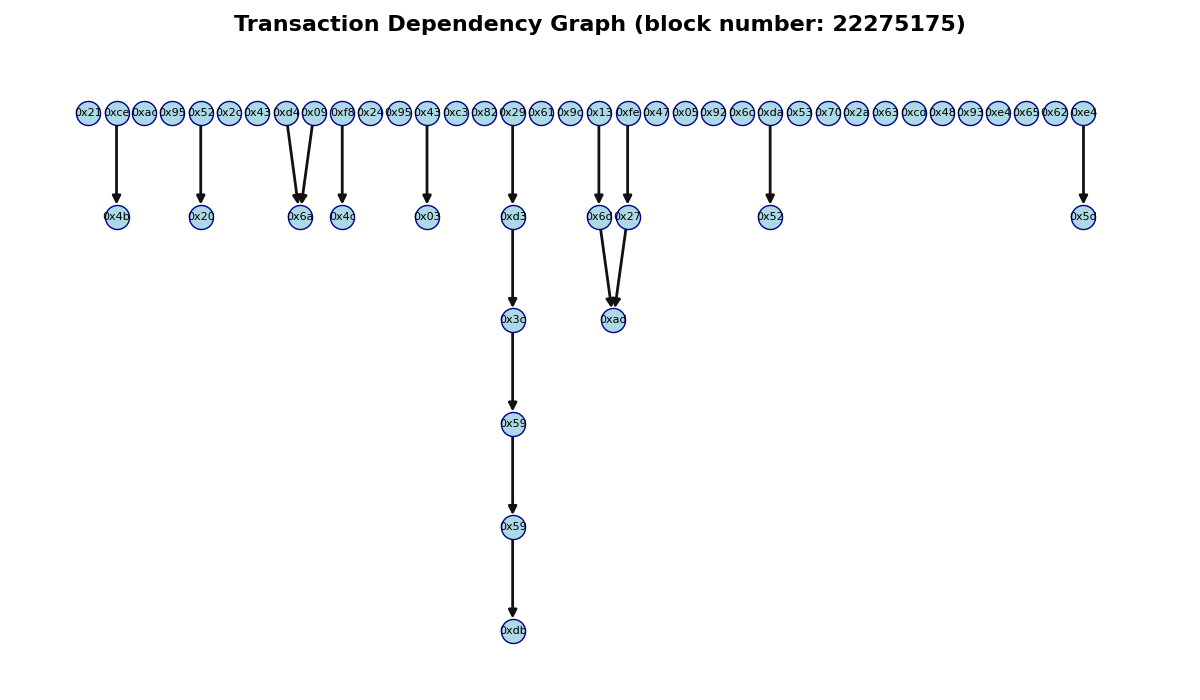 Transaction Dependency Graph (block number: 22275175)
0x21 0xce 0xac 0x95 0x52 0x2c 0x43 0xd4 0x09 0xf8 0x24 0x95 0x43 0xc3 0x82 0x29 0x61 0x9c 0x13 0xfe 0x47 0x05 0x92 0x6c 0xda 0x53 0x70 0x2a 0x63 0xcd 0x48 0x93 0xe4 0x65 0x62 0xe4
0x4b 0x20 0x6a 0x4c 0x03 0xd3 0x6d 0x27 0x52 0x5d
0x3c 0xad
0x59
0x59
0xdb